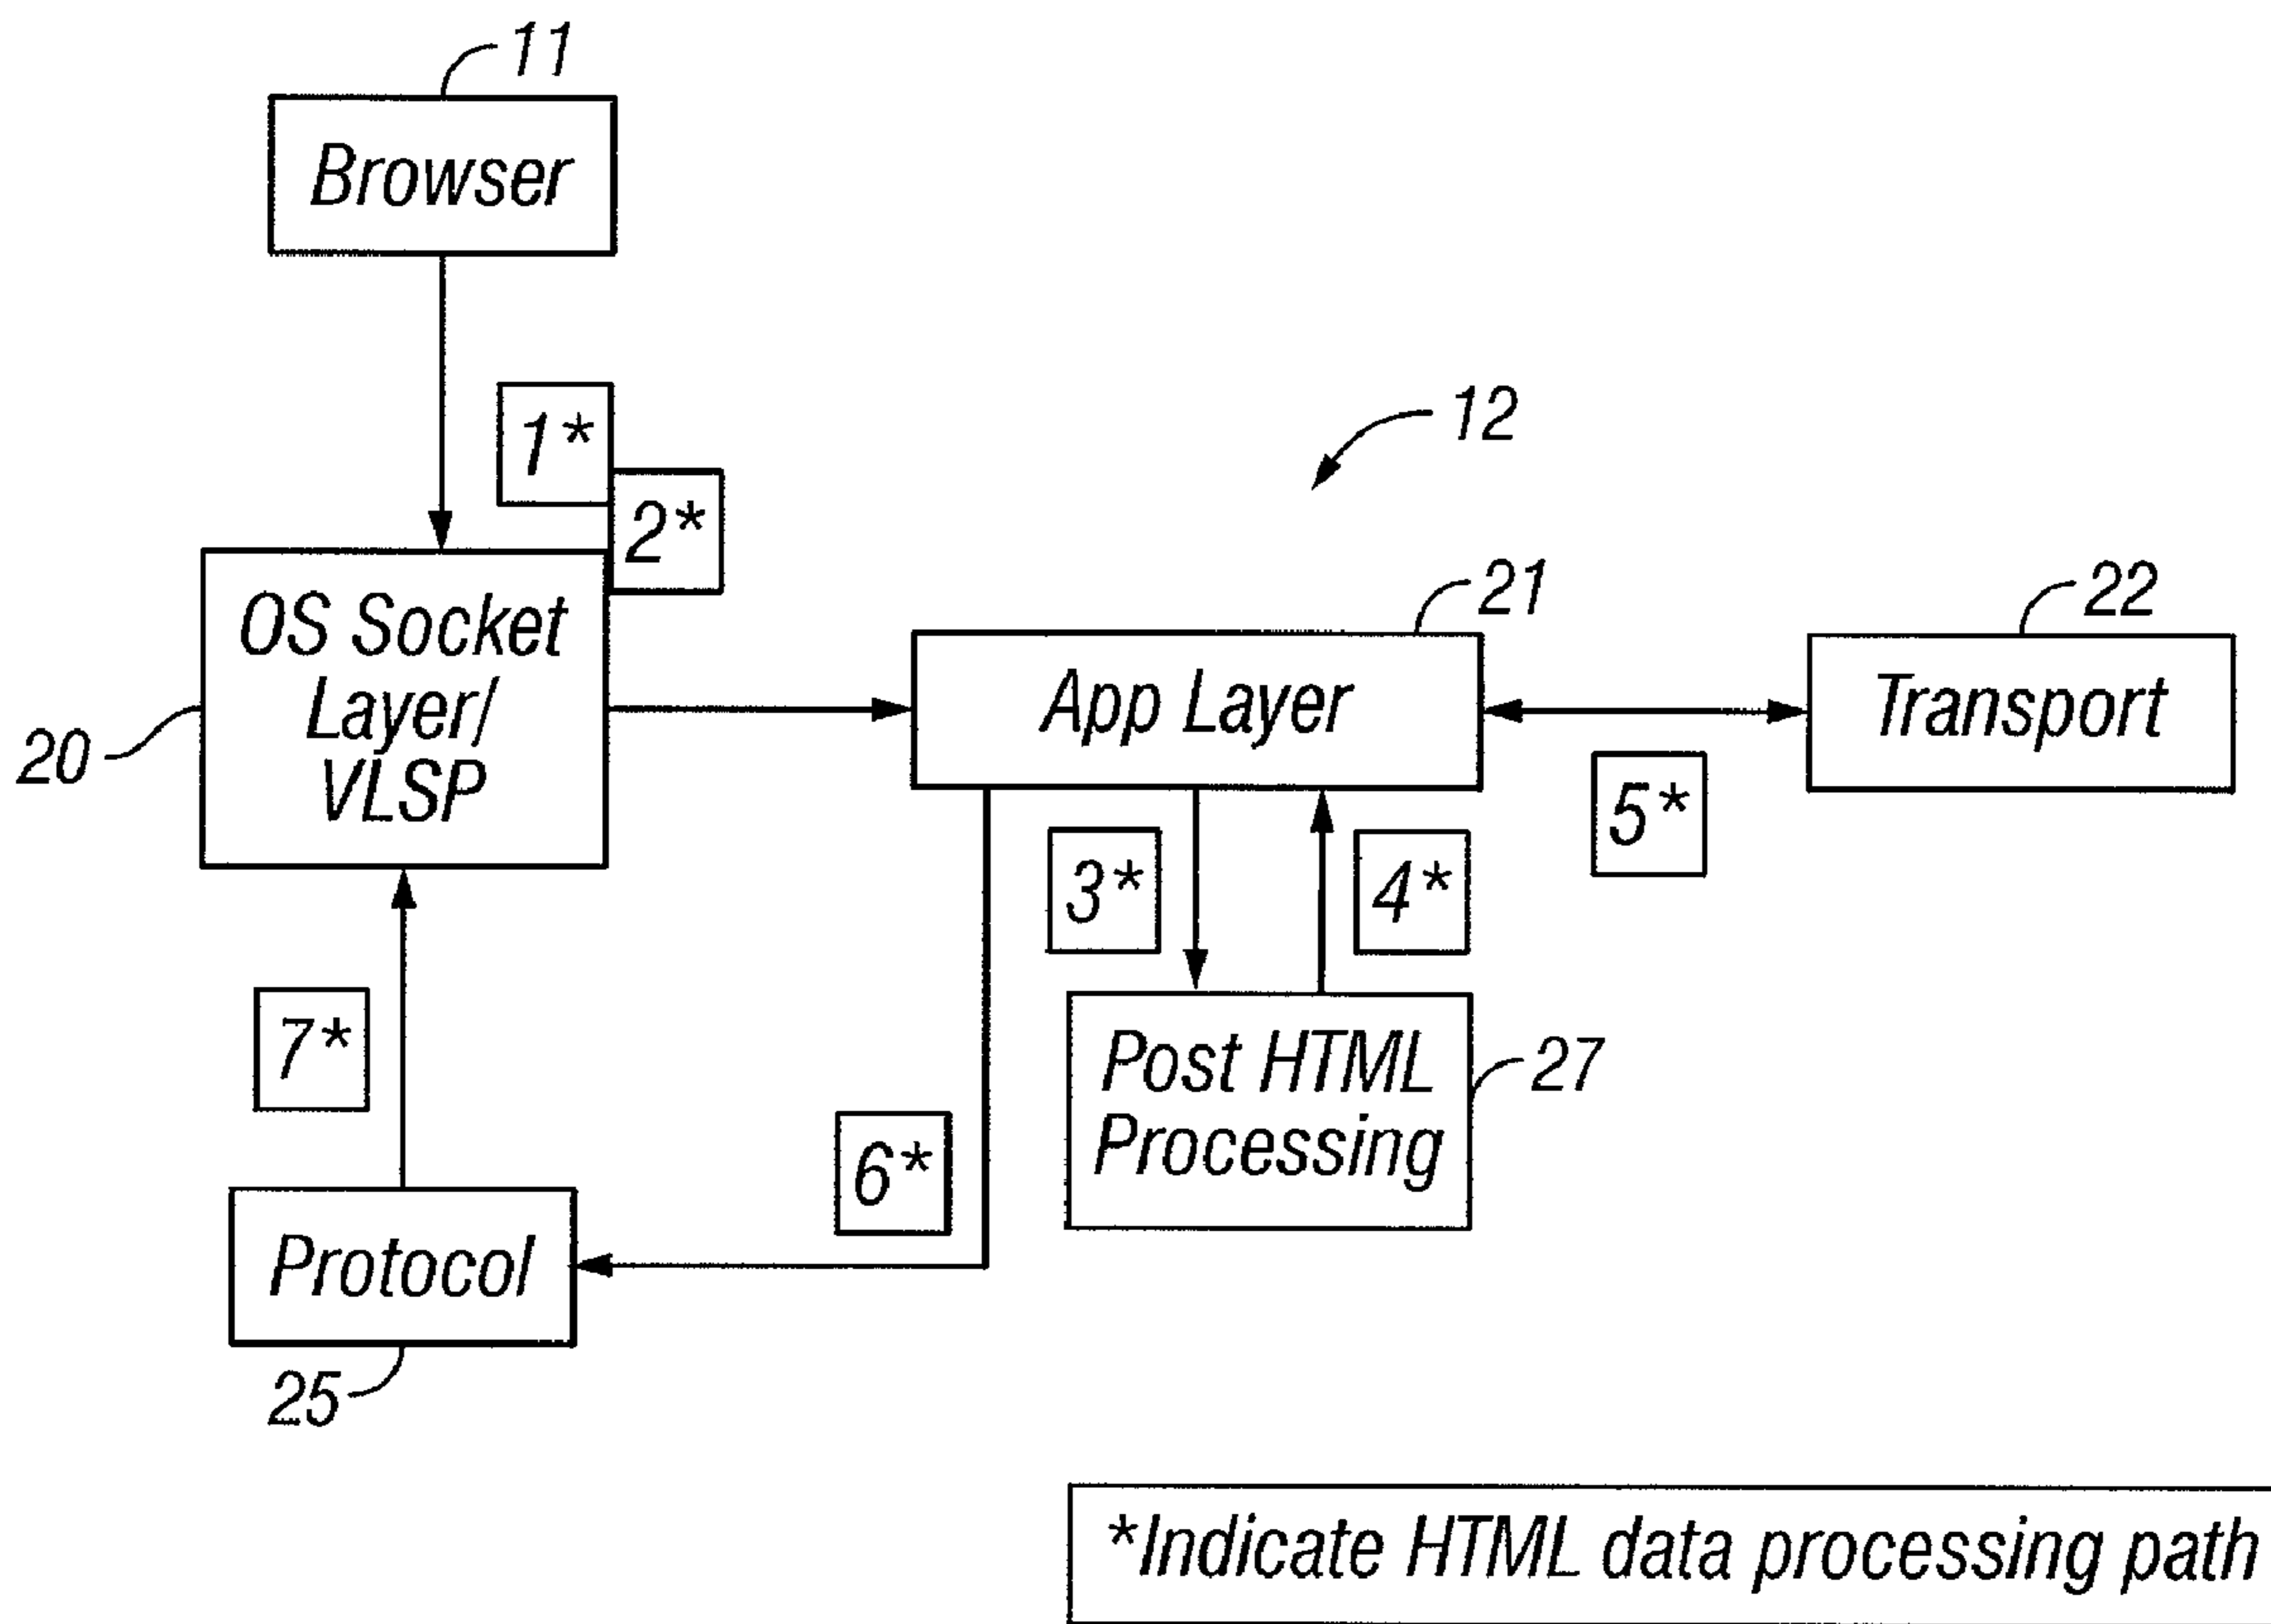 11
Browser
1*
2*
12
OS Socket
Layer/
VLSP
20
21
App Layer
22
Transport
5*
3*
4*
7*
Post HTML
Processing
27
6*
Protocol
25
*Indicate HTML data processing path